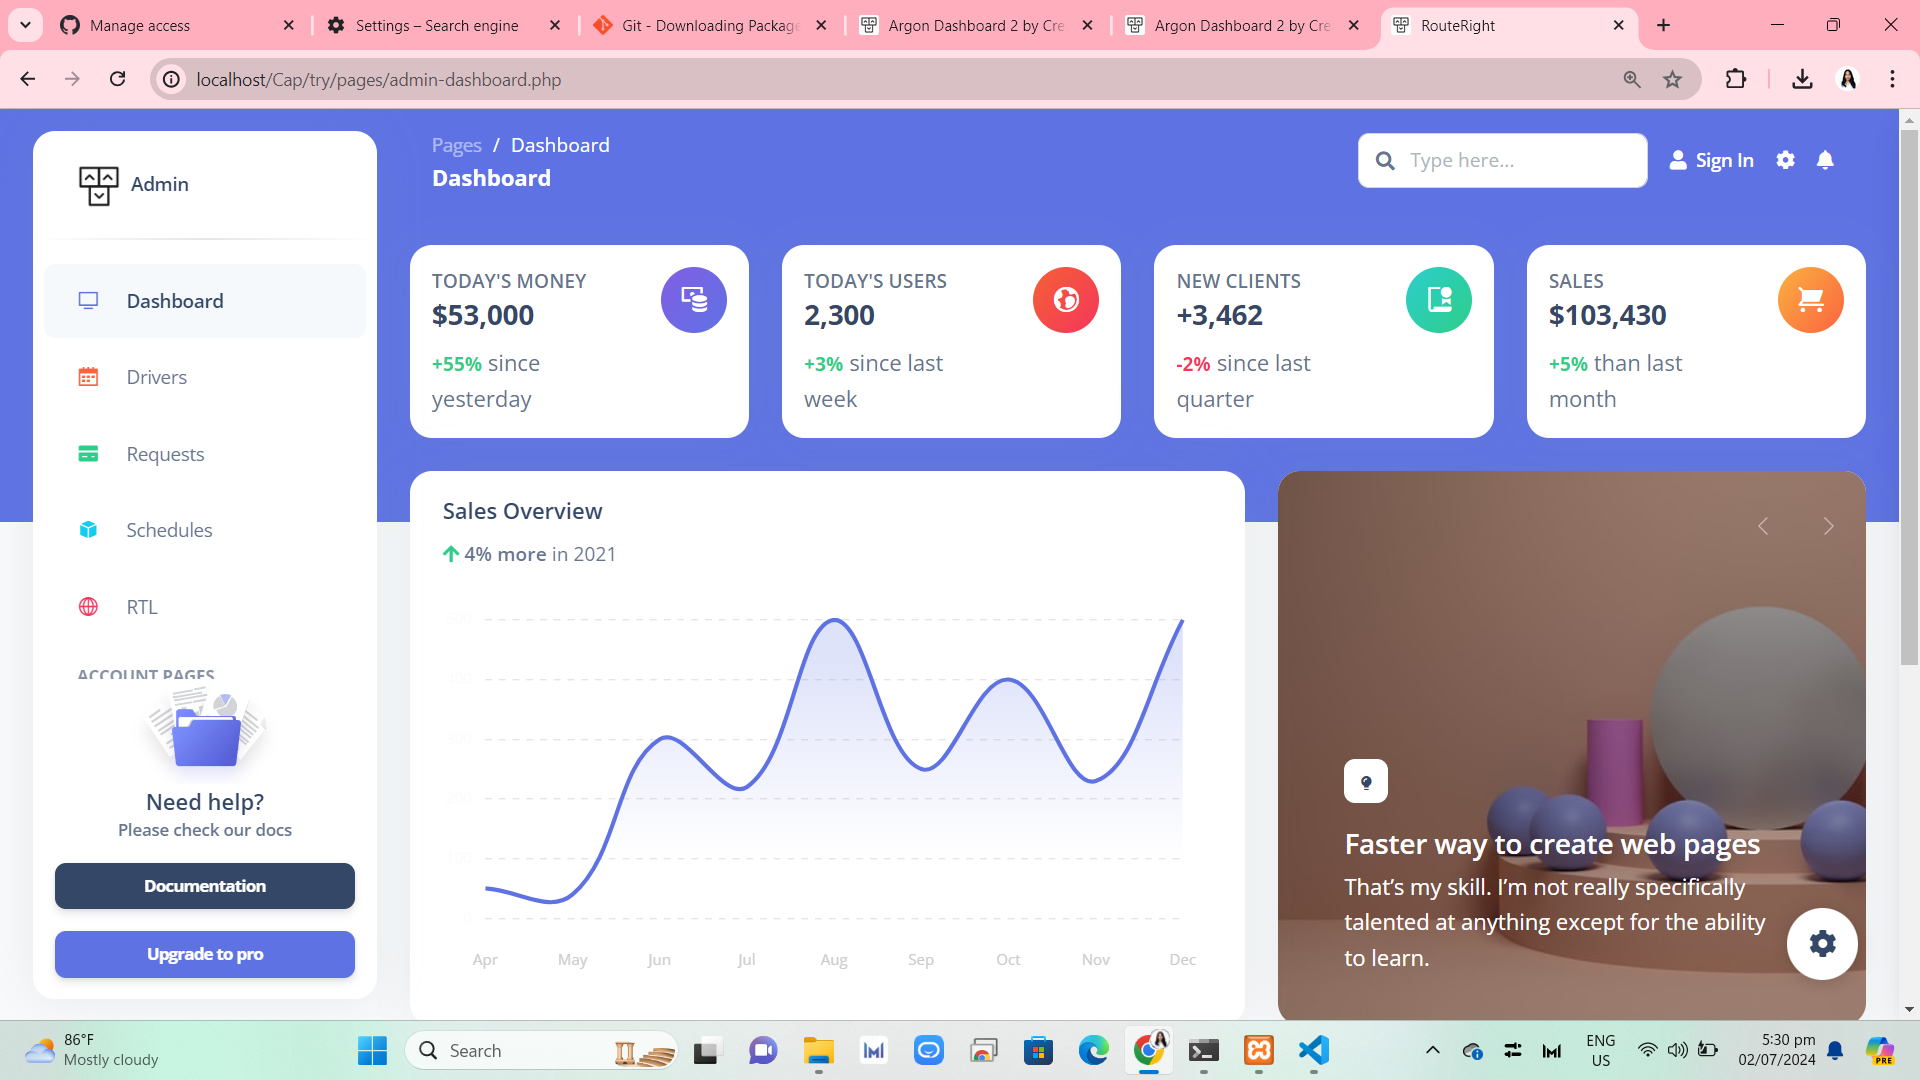 Manage access
Settings – Search engine
Git - Downloading Package
Argon Dashboard 2 by Cre
Argon Dashboard 2 by Cre
RouteRight
localhost/Cap/try/pages/admin-dashboard.php
Admin
Pages / Dashboard
Dashboard
Type here...
Sign In
Dashboard
Drivers
Requests
Schedules
RTL
ACCOUNT PAGES
Need help?
Please check our docs
Documentation
Upgrade to pro
TODAY'S MONEY
$53,000
+55% since
yesterday
TODAY'S USERS
2,300
+3% since last
week
NEW CLIENTS
+3,462
-2% since last
quarter
SALES
$103,430
+5% than last
month
Sales Overview
4% more in 2021
500
400
300
200
100
0
Apr May Jun Jul Aug Sep Oct Nov Dec
Faster way to create web pages
That’s my skill. I’m not really specifically
talented at anything except for the ability
to learn.
86°F
Mostly cloudy
Search
ENG
US
5:30 pm
02/07/2024
PRE